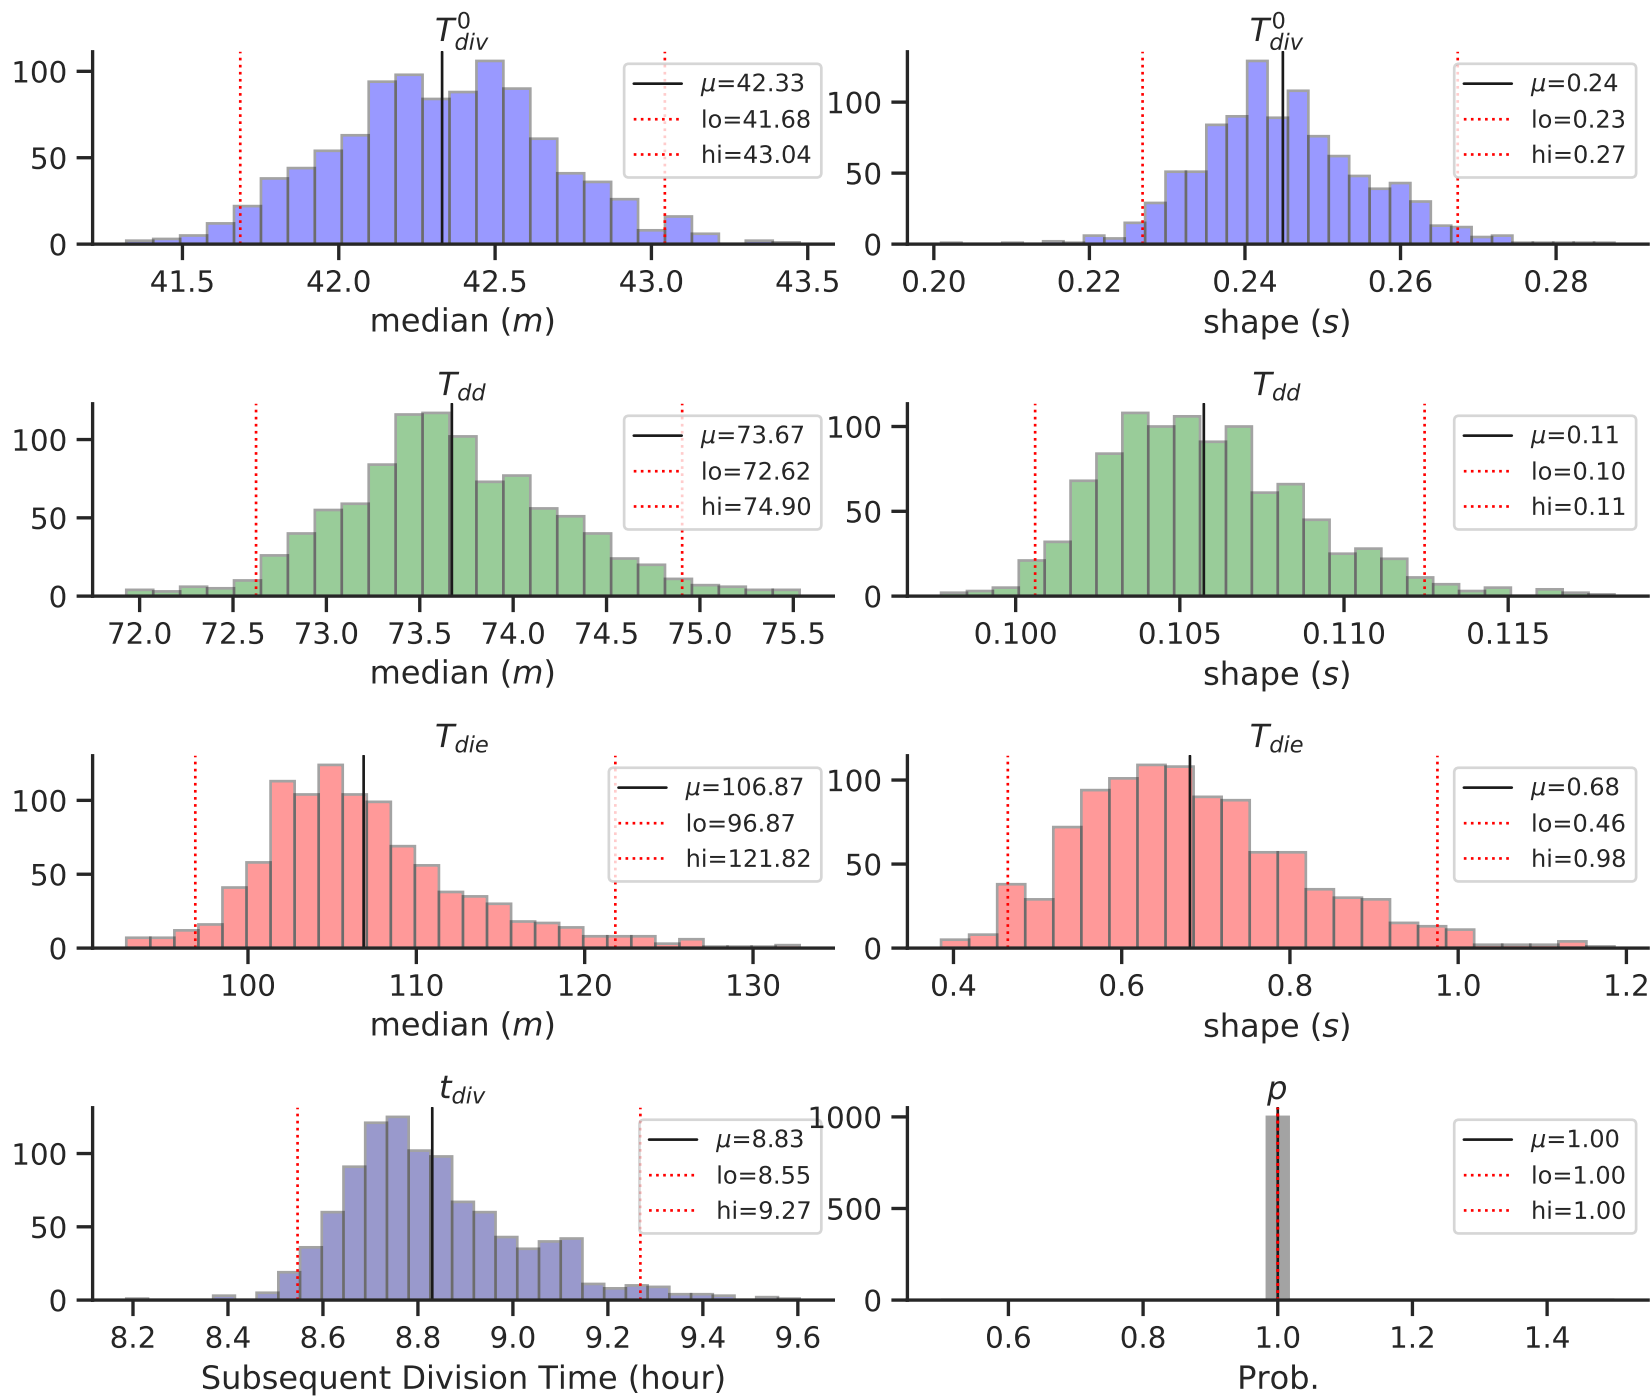 T⁰div
100
50
0
μ=42.33
lo=41.68
hi=43.04
41.5 42.0 42.5 43.0 43.5
median (m)
T⁰div
100
50
0
μ=0.24
lo=0.23
hi=0.27
0.20 0.22 0.24 0.26 0.28
shape (s)
Tdd
100
50
0
μ=73.67
lo=72.62
hi=74.90
72.0 72.5 73.0 73.5 74.0 74.5 75.0 75.5
median (m)
Tdd
100
50
0
μ=0.11
lo=0.10
hi=0.11
0.100 0.105 0.110 0.115
shape (s)
Tdie
100
50
0
μ=106.87
lo=96.87
hi=121.82
100 110 120 130
median (m)
Tdie
100
50
0
μ=0.68
lo=0.46
hi=0.98
0.4 0.6 0.8 1.0 1.2
shape (s)
tdiv
100
50
0
μ=8.83
lo=8.55
hi=9.27
8.2 8.4 8.6 8.8 9.0 9.2 9.4 9.6
Subsequent Division Time (hour)
p
1000
500
0
μ=1.00
lo=1.00
hi=1.00
0.6 0.8 1.0 1.2 1.4
Prob.